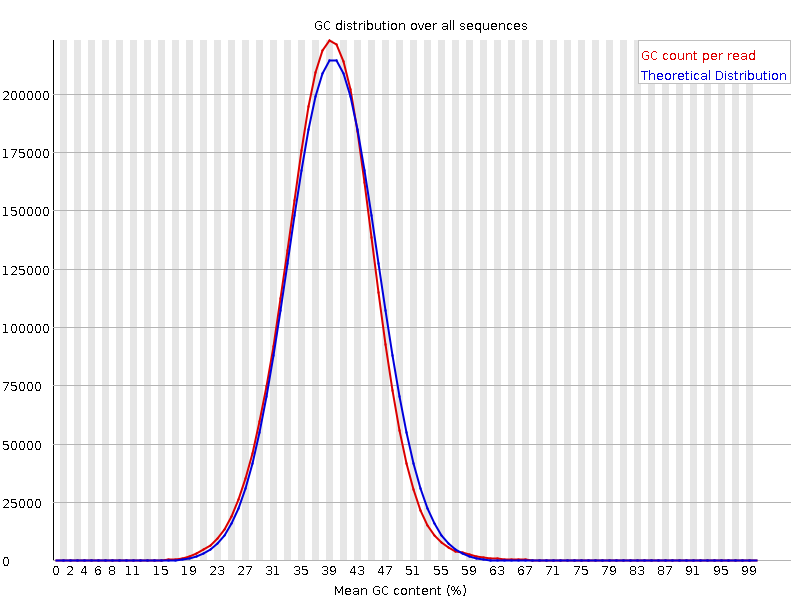 GC distribution over all sequences
GC count per read
Theoretical Distribution
200000
175000
150000
125000
100000
75000
50000
25000
0
0 2 4 6 8 11 15 19 23 27 31 35 39 43 47 51 55 59 63 67 71 75 79 83 87 91 95 99
Mean GC content (%)